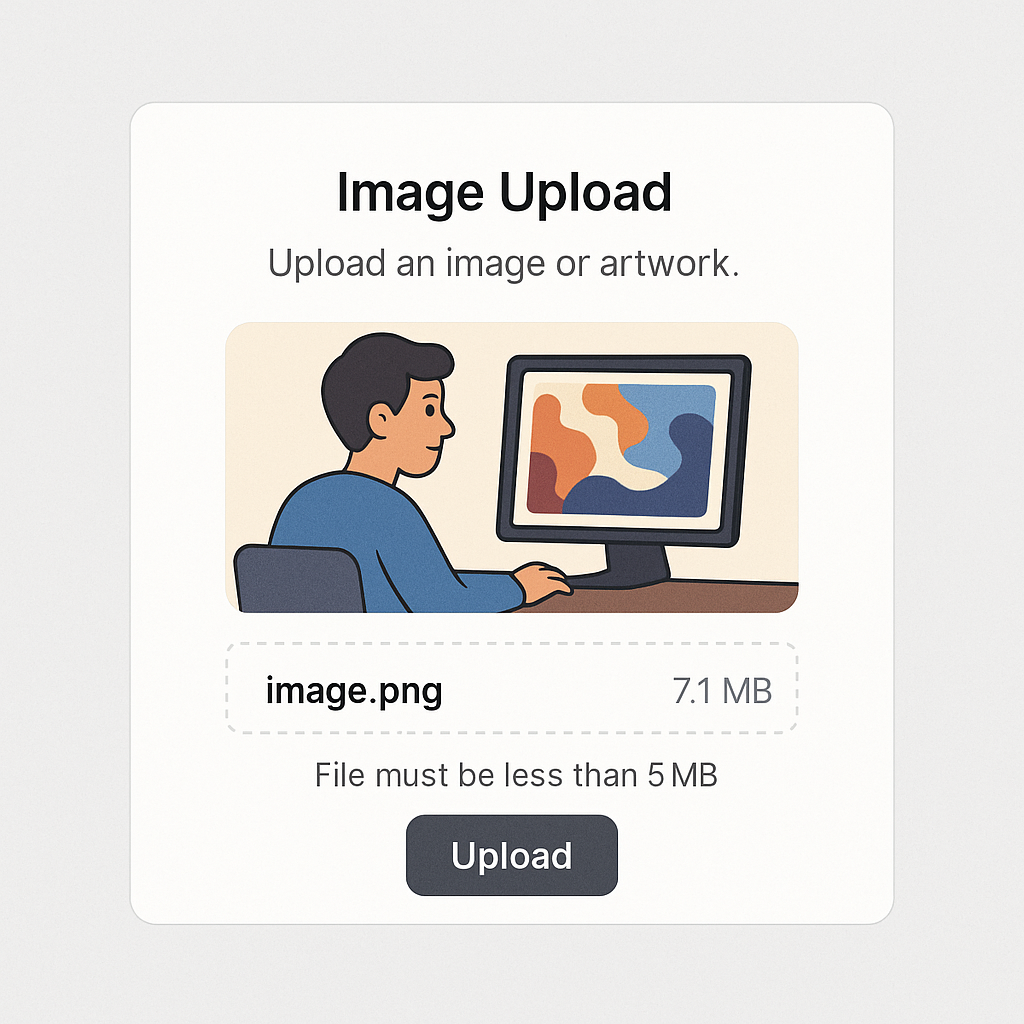 Image Upload
Upload an image or artwork.
image.png 7.1 MB
File must be less than 5 MB
Upload